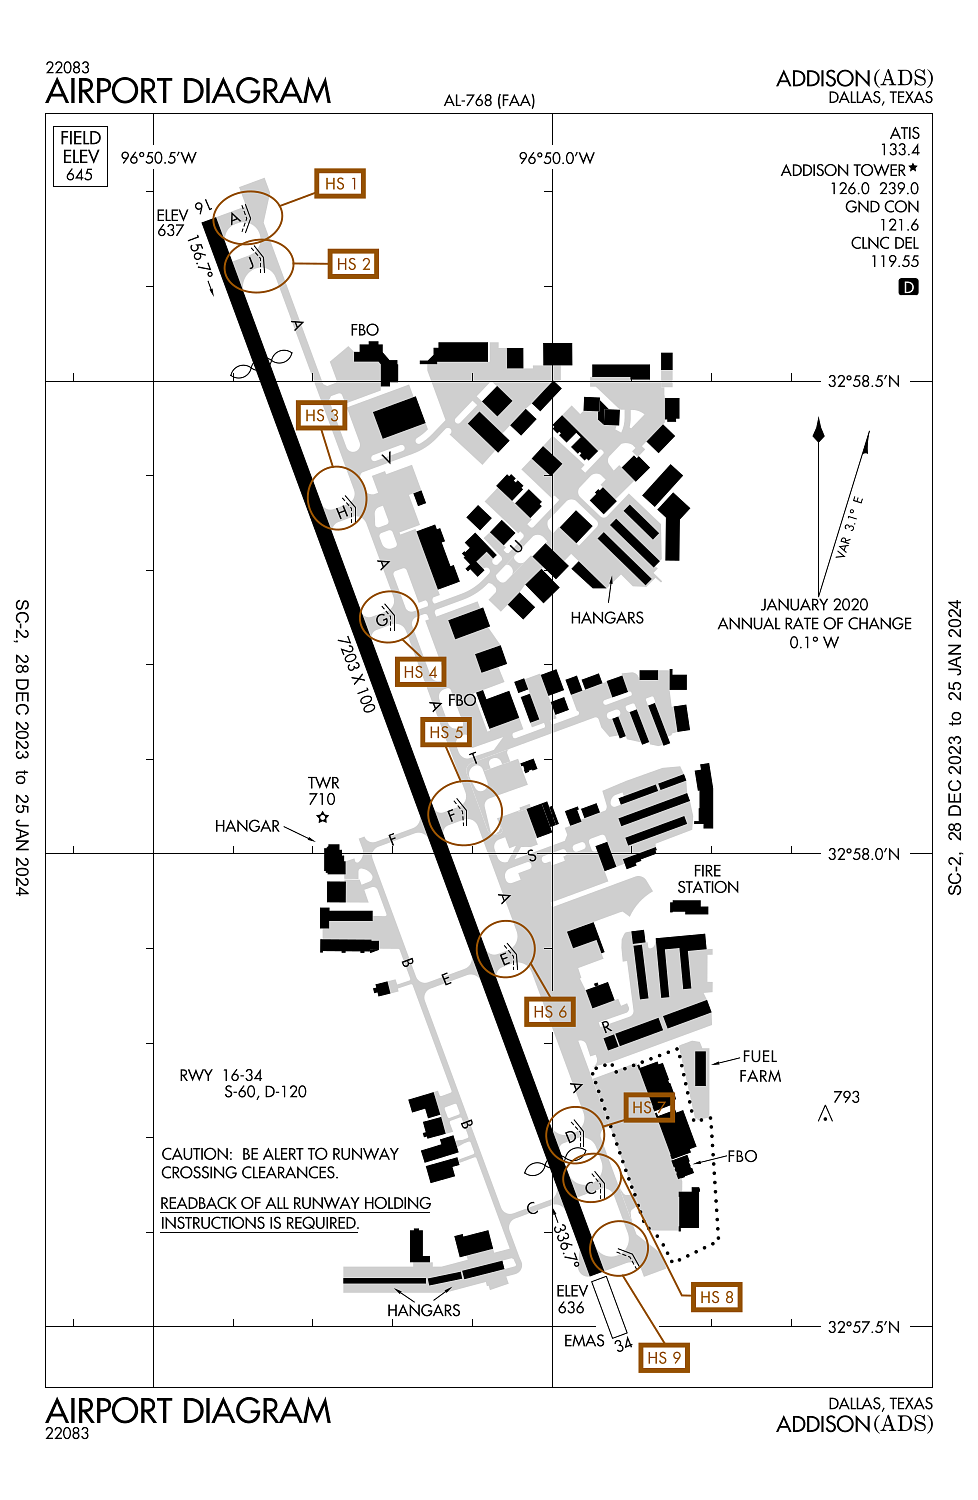 22083
AIRPORT DIAGRAM
AL-768 (FAA)
ADDISON (ADS)
DALLAS, TEXAS
FIELD
ELEV
645
96°50.5'W
96°50.0'W
ATIS
133.4
ADDISON TOWER★
126.0 239.0
GND CON
121.6
CLNC DEL
119.55
D
HS 1
16
A
ELEV
637
156.7°
HS 2
J
A
FBO
32°58.5'N
HS 3
V
H
VAR 3.1° E
U
A
HANGARS
JANUARY 2020
ANNUAL RATE OF CHANGE
0.1° W
G
HS 4
7203 X 100
A
FBO
HS 5
T
TWR
710
HANGAR
F
F
S
32°58.0'N
FIRE
STATION
A
E
B
E
HS 6
R
RWY 16-34
S-60, D-120
FUEL
FARM
A
793
HS 7
B
D
CAUTION: BE ALERT TO RUNWAY
CROSSING CLEARANCES.
FBO
C
READBACK OF ALL RUNWAY HOLDING
INSTRUCTIONS IS REQUIRED.
C
336.7°
ELEV
636
HS 8
HANGARS
EMAS
34
32°57.5'N
HS 9
SC-2, 28 DEC 2023 to 25 JAN 2024
SC-2, 28 DEC 2023 to 25 JAN 2024
AIRPORT DIAGRAM
22083
DALLAS, TEXAS
ADDISON (ADS)